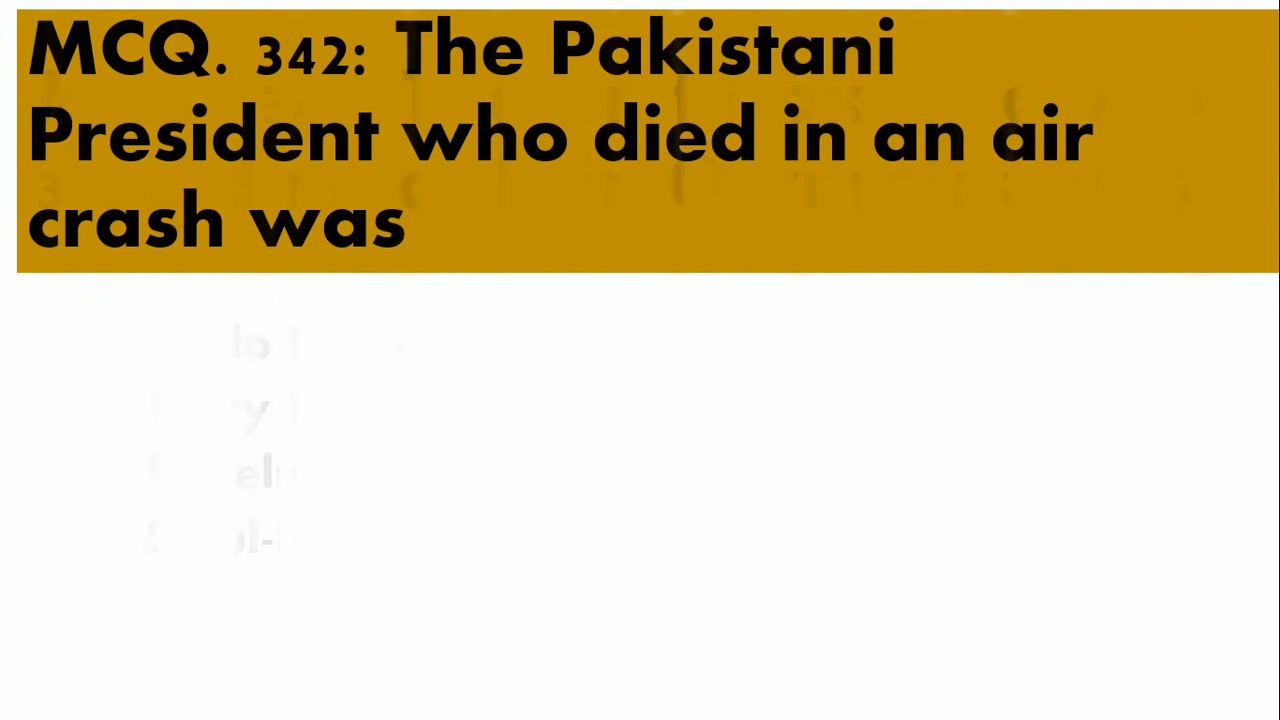 MCQ. 342: The Pakistani
President who died in an air
crash was